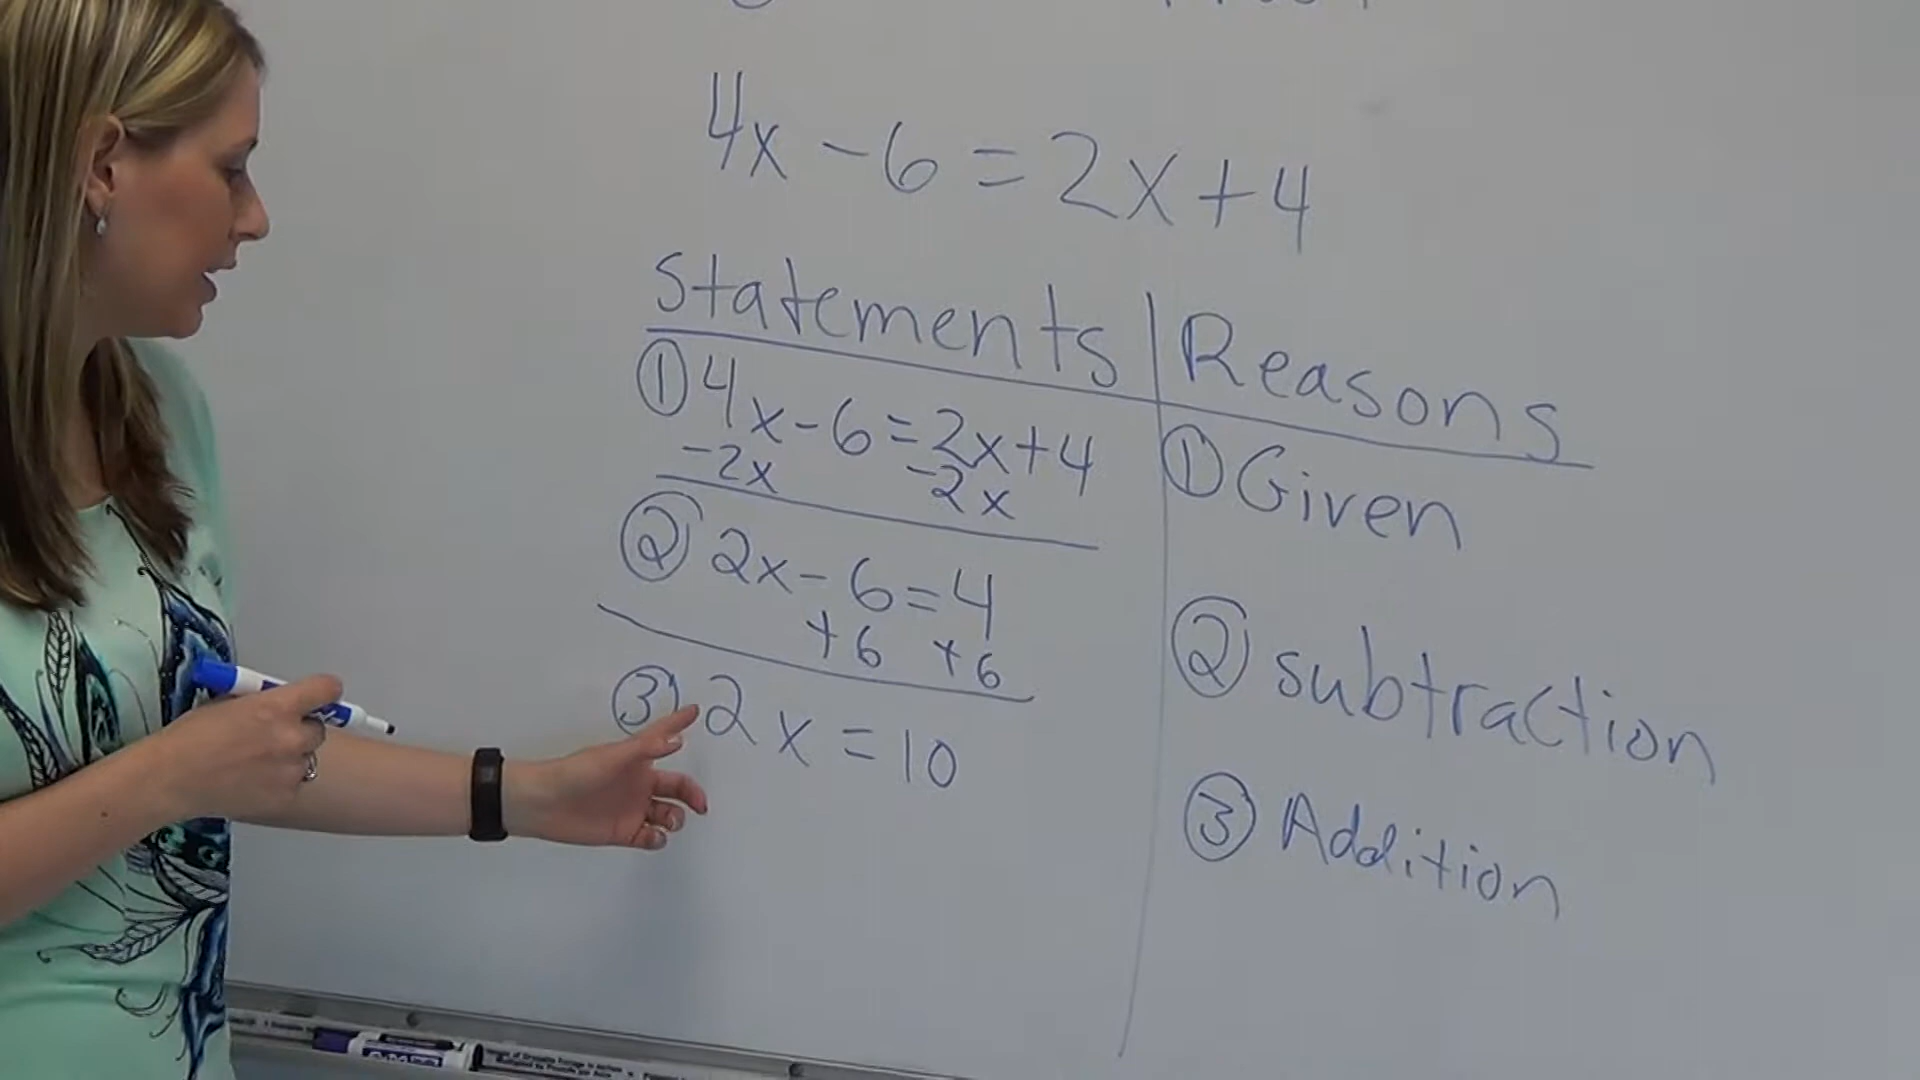 4x - 6 = 2x + 4
Statements | Reasons
① 4x - 6 = 2x + 4
-2x -2x
① Given
② 2x - 6 = 4
+6 +6
② subtraction
③ 2x = 10
③ Addition